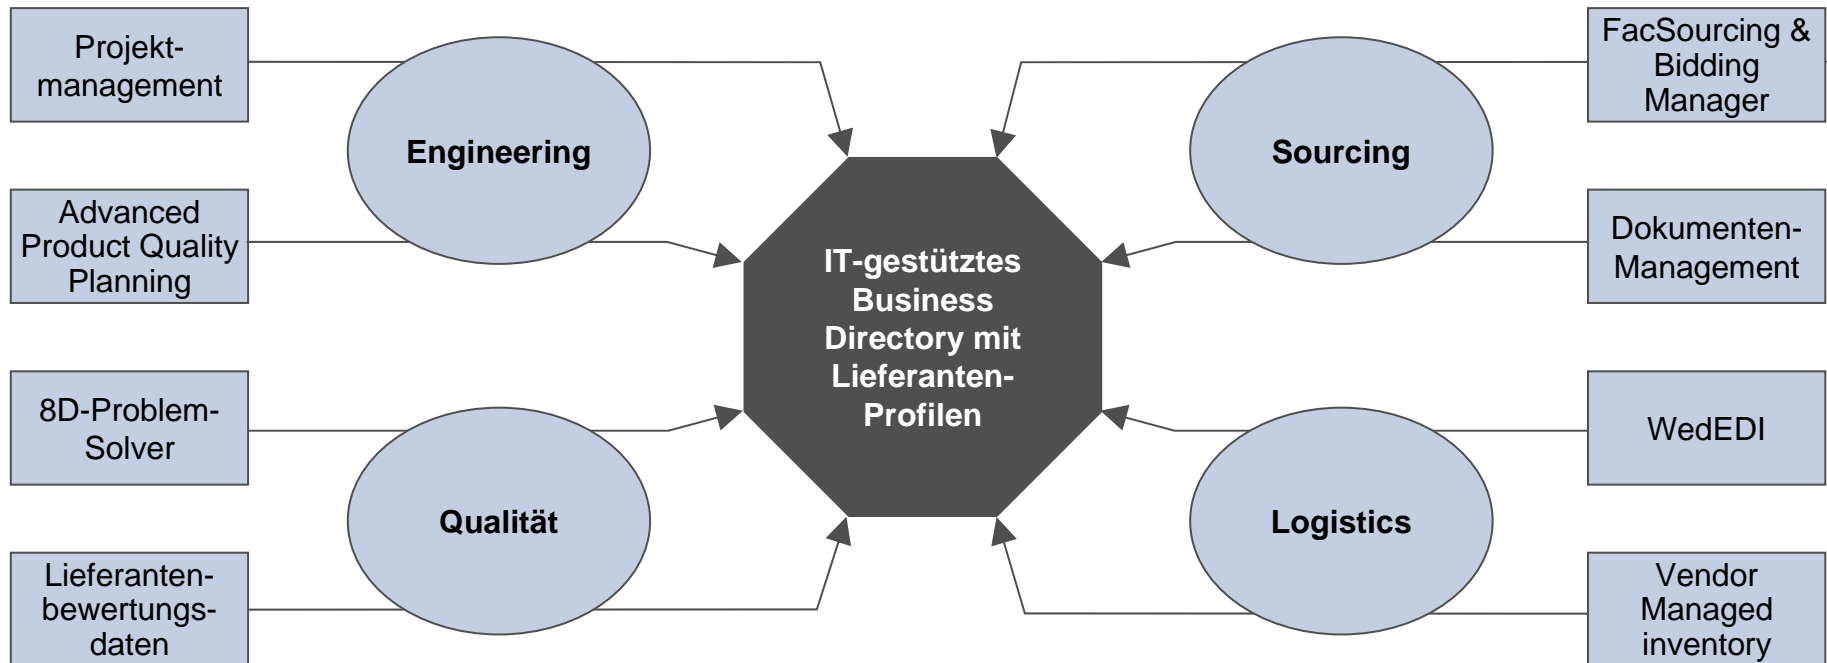 Projekt-
management
Engineering
Advanced
Product Quality
Planning
FacSourcing &
Bidding
Manager
Sourcing
Dokumenten-
Management
IT-gestütztes
Business
Directory mit
Lieferanten-
Profilen
8D-Problem-
Solver
Qualität
Lieferanten-
bewertungs-
daten
WedEDI
Logistics
Vendor
Managed
inventory